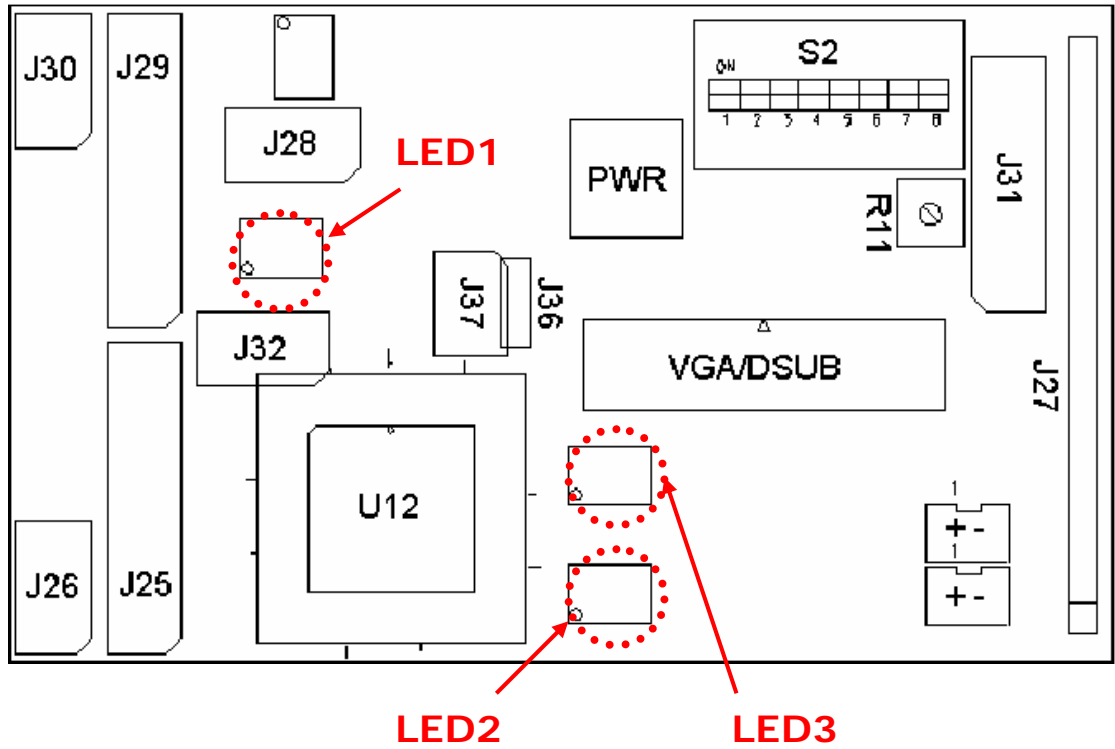 J30
J29
S2
ON
1 2 3 4 5 6 7 8
J28
LED1
PWR
J31
R11
J37
J36
J32
1
VGA/DSUB
J27
U12
1
+ -
1
+ -
J26
J25
LED2
LED3